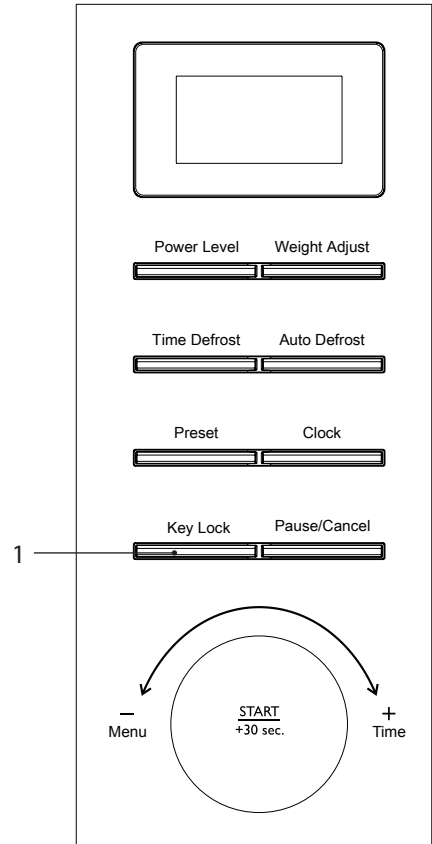 Power Level Weight Adjust
Time Defrost Auto Defrost
Preset Clock
Key Lock Pause/Cancel
1
START
+30 sec.
− +
Menu Time